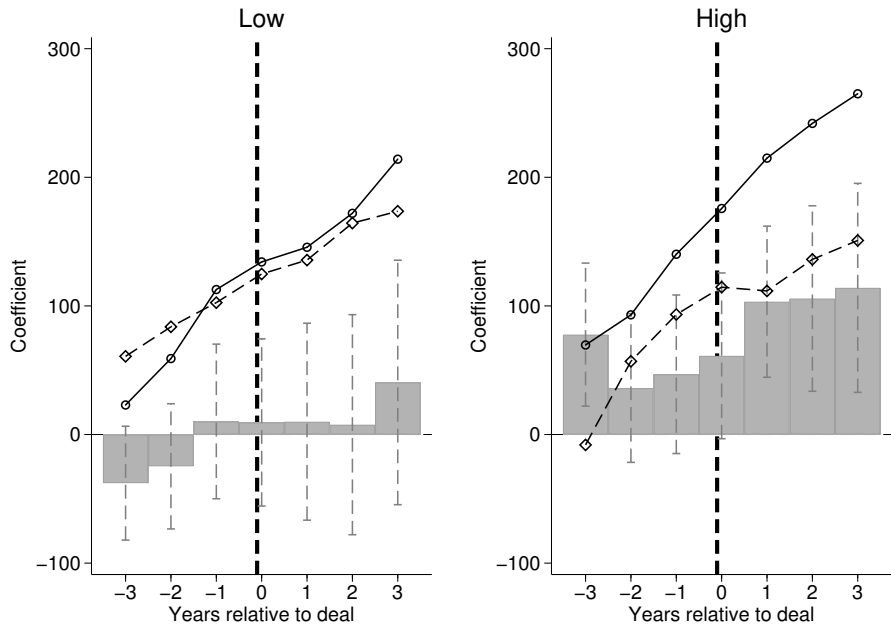 Low
300
200
100
0
−100
Coefficient
−3 −2 −1 0 1 2 3
Years relative to deal
High
300
200
100
0
−100
Coefficient
−3 −2 −1 0 1 2 3
Years relative to deal